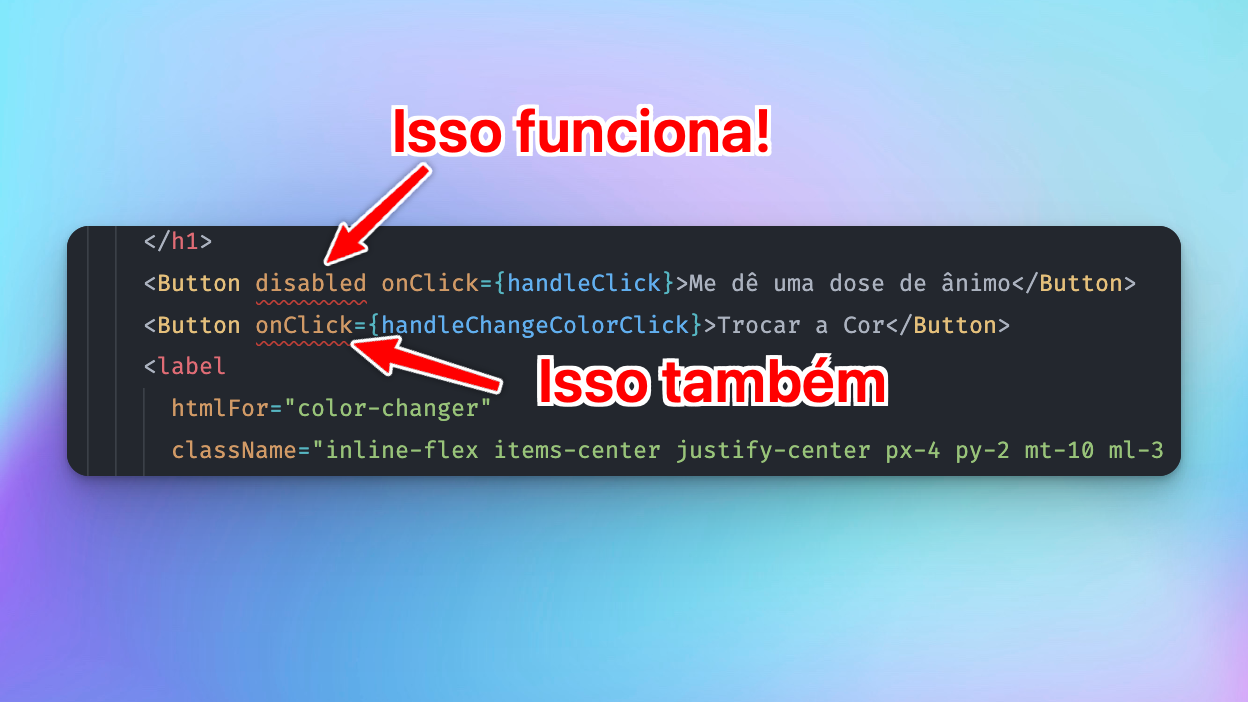 Isso funciona!
</h1>
<Button disabled onClick={handleClick}>Me dê uma dose de ânimo</Button>
<Button onClick={handleChangeColorClick}>Trocar a Cor</Button>
<label
Isso também
htmlFor="color-changer"
className="inline-flex items-center justify-center px-4 py-2 mt-10 ml-3